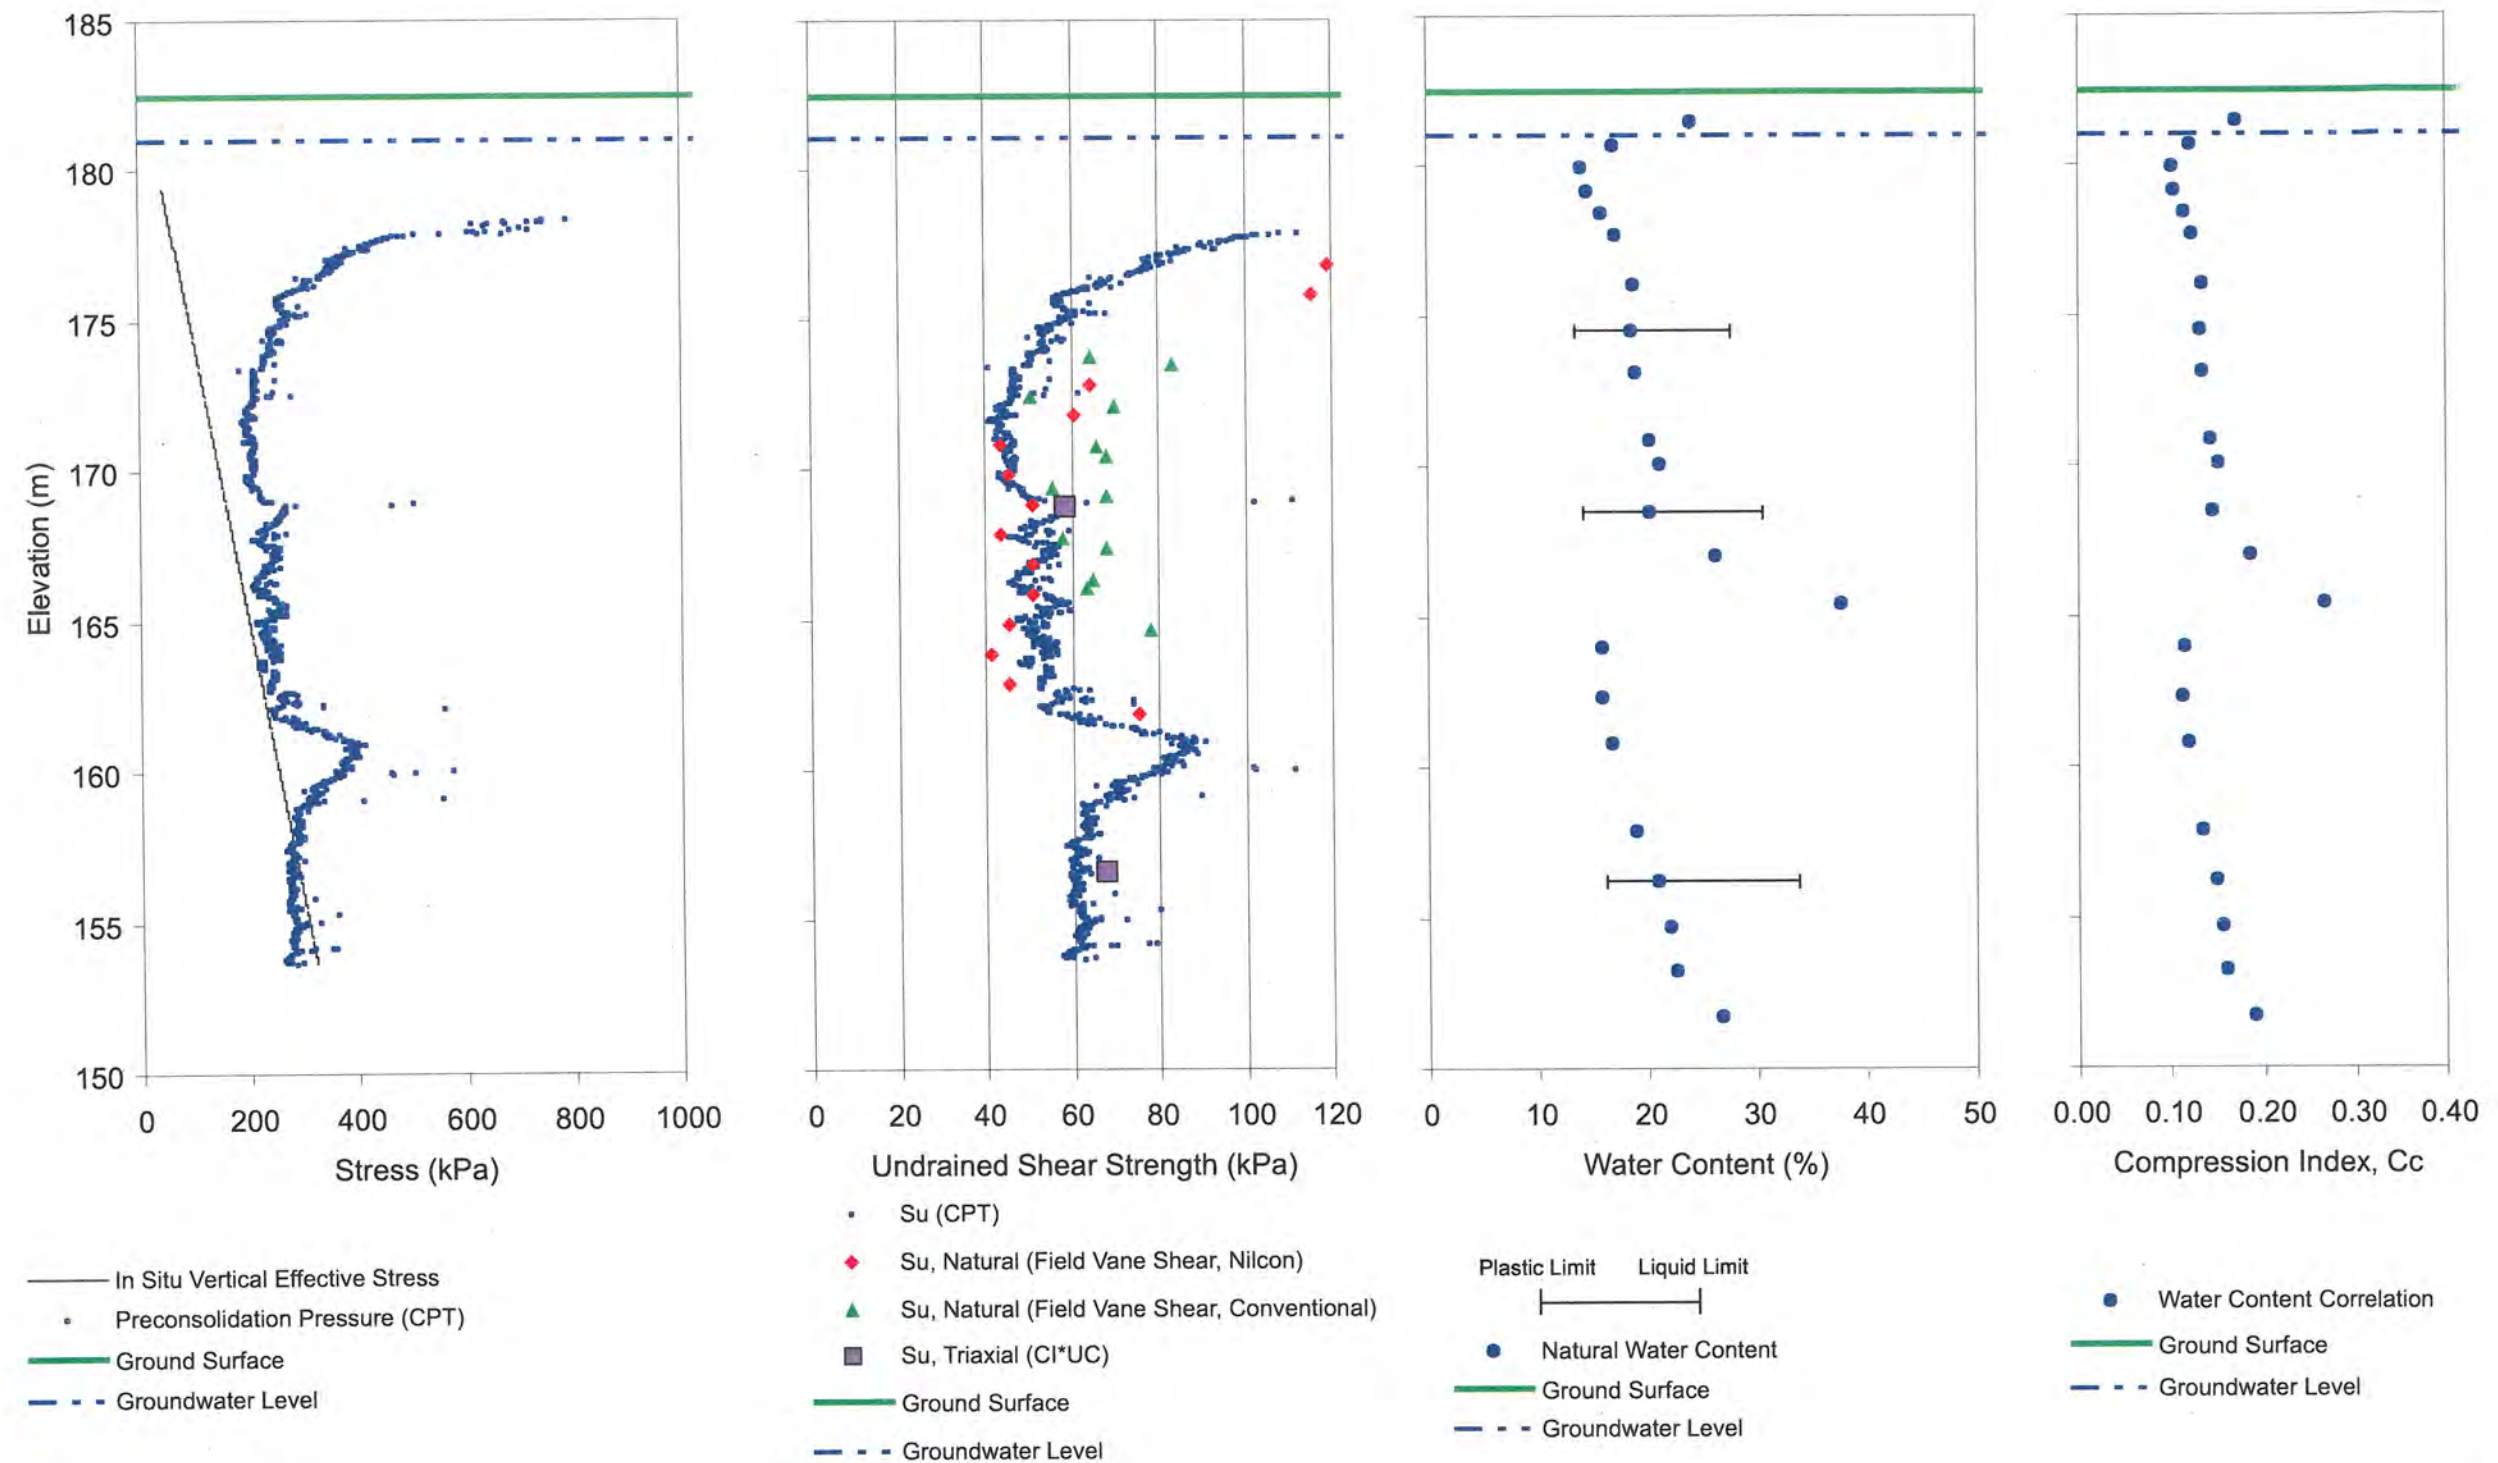 185
180
175
170
165
160
155
150
Elevation (m)
0 200 400 600 800 1000
Stress (kPa)
In Situ Vertical Effective Stress
Preconsolidation Pressure (CPT)
Ground Surface
Groundwater Level
0 20 40 60 80 100 120
Undrained Shear Strength (kPa)
Su (CPT)
Su, Natural (Field Vane Shear, Nilcon)
Su, Natural (Field Vane Shear, Conventional)
Su, Triaxial (CI*UC)
Ground Surface
Groundwater Level
0 10 20 30 40 50
Water Content (%)
Plastic Limit Liquid Limit
Natural Water Content
Ground Surface
Groundwater Level
0.00 0.10 0.20 0.30 0.40
Compression Index, Cc
Water Content Correlation
Ground Surface
Groundwater Level